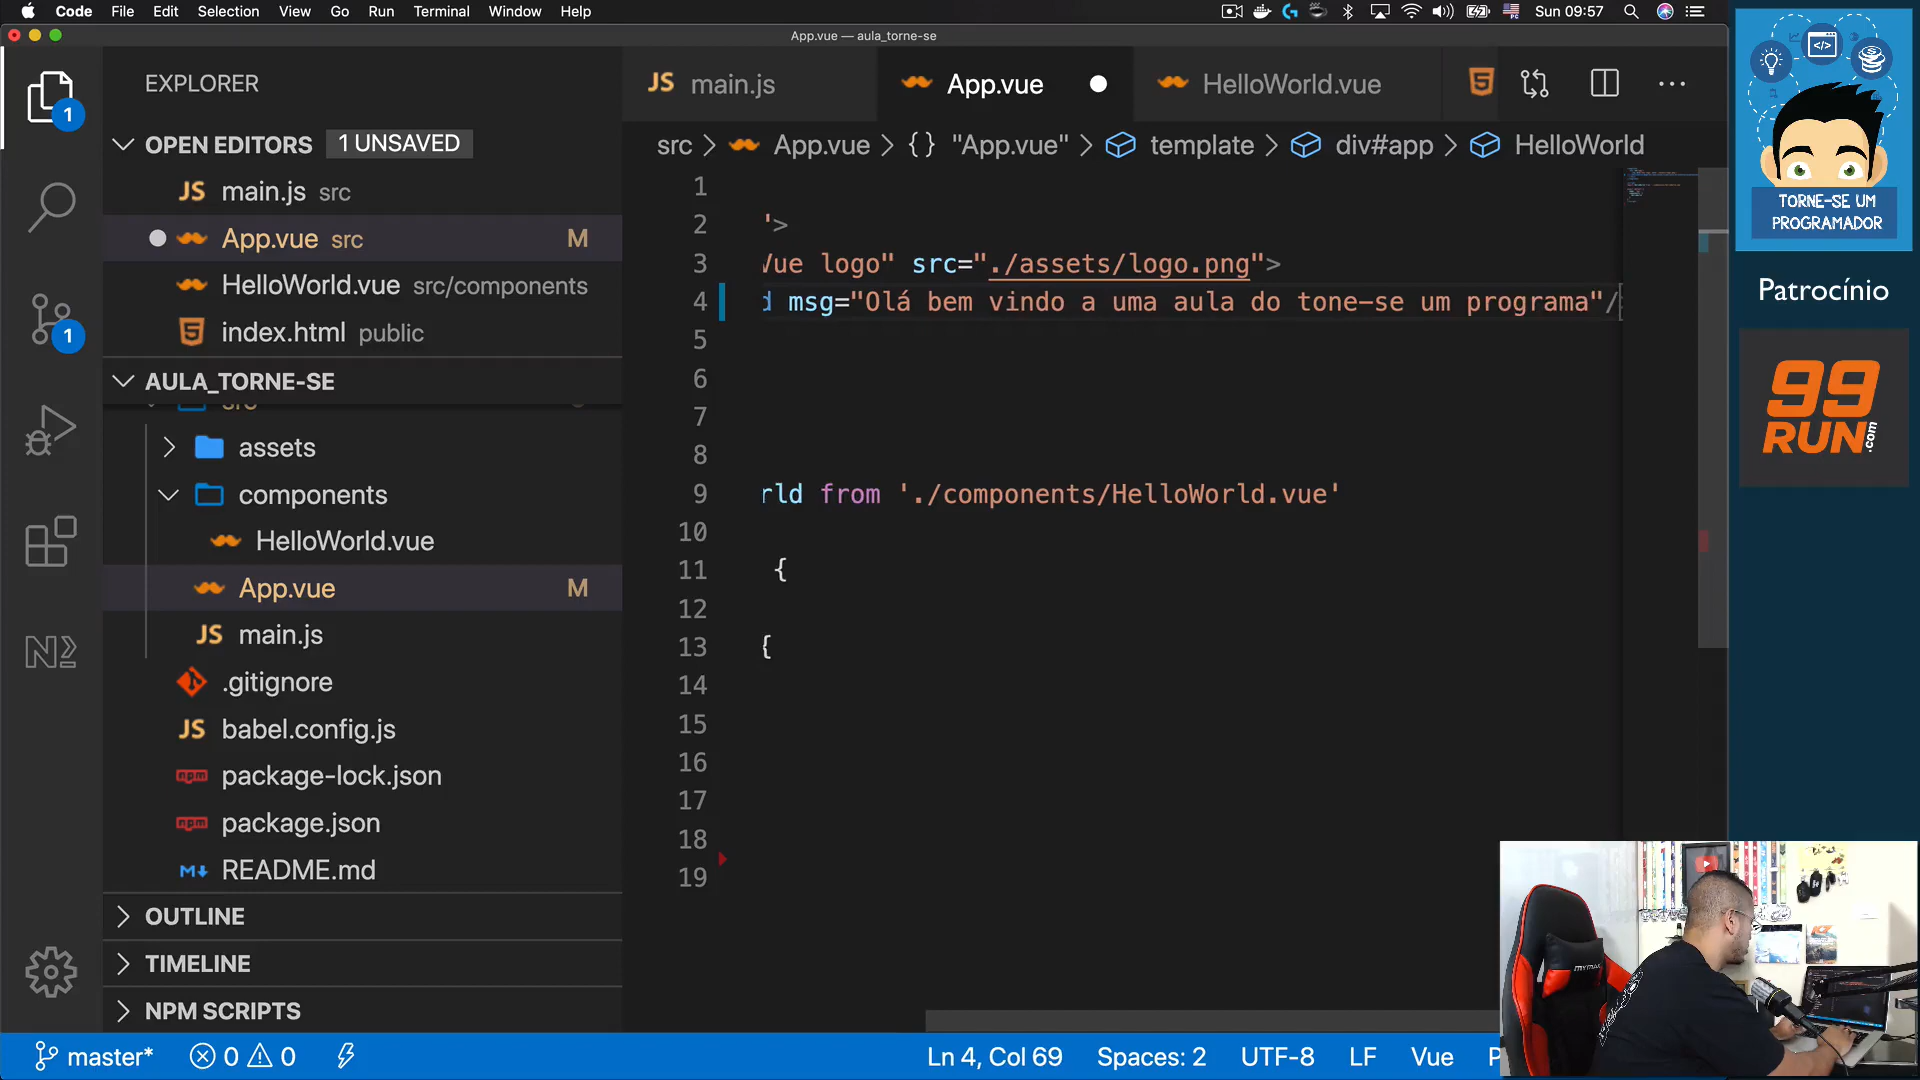 Code File Edit Selection View Go Run Terminal Window Help Sun 09:57
App.vue — aula_torne-se
EXPLORER
OPEN EDITORS 1 UNSAVED
JS main.js src
App.vue src M
HelloWorld.vue src/components
index.html public
AULA_TORNE-SE
src
assets
components
HelloWorld.vue
App.vue M
JS main.js
.gitignore
JS babel.config.js
npm package-lock.json
npm package.json
M↓ README.md
OUTLINE
TIMELINE
NPM SCRIPTS
JS main.js App.vue HelloWorld.vue
src > App.vue > {} "App.vue" > template > div#app > HelloWorld
1
2 '>
3 Vue logo" src="./assets/logo.png">
4 d msg="Olá bem vindo a uma aula do tone-se um programa"/
5
6
7
8
9 rld from './components/HelloWorld.vue'
10
11 {
12
13 {
14
15
16
17
18
19
master* 0 0 Ln 4, Col 69 Spaces: 2 UTF-8 LF Vue P
1
1
</>
TORNE-SE UM
PROGRAMADOR
Patrocínio
99
RUN.com